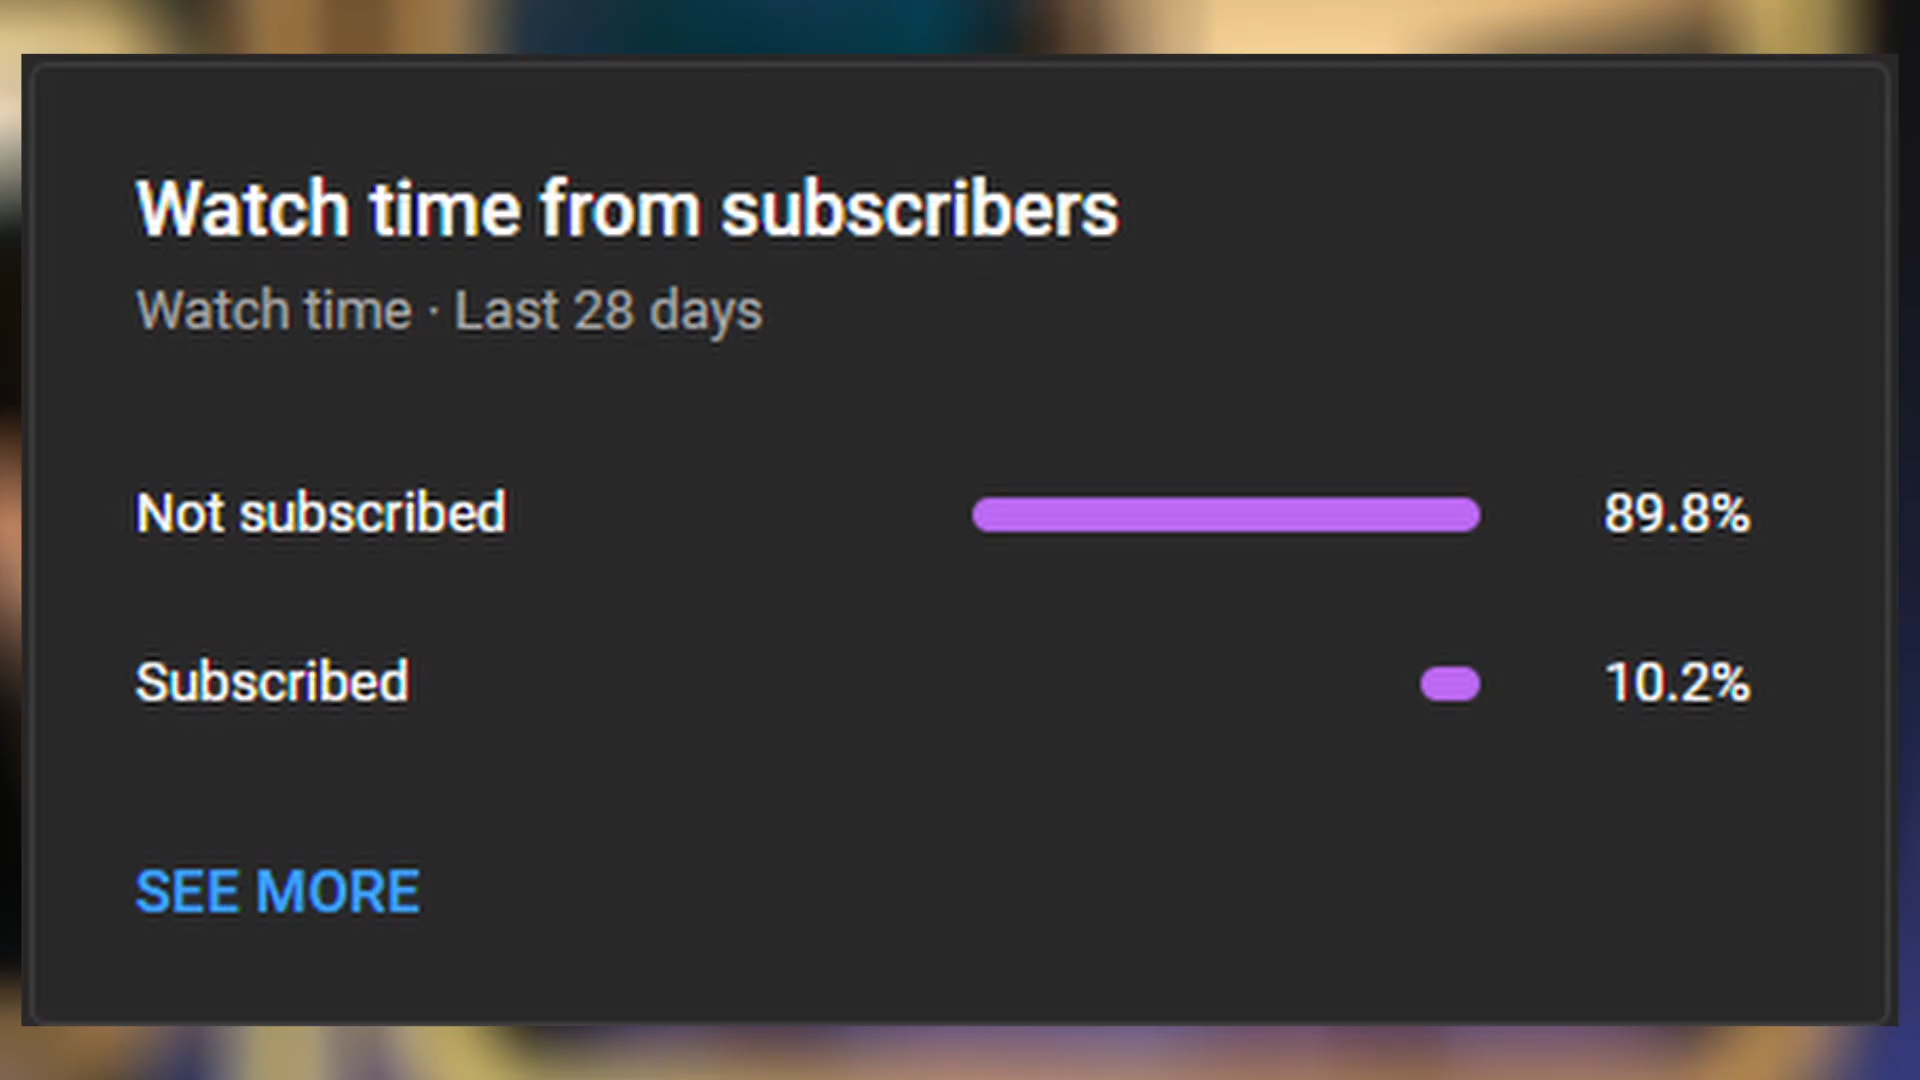 Watch time from subscribers
Watch time · Last 28 days
Not subscribed 89.8%
Subscribed 10.2%
SEE MORE